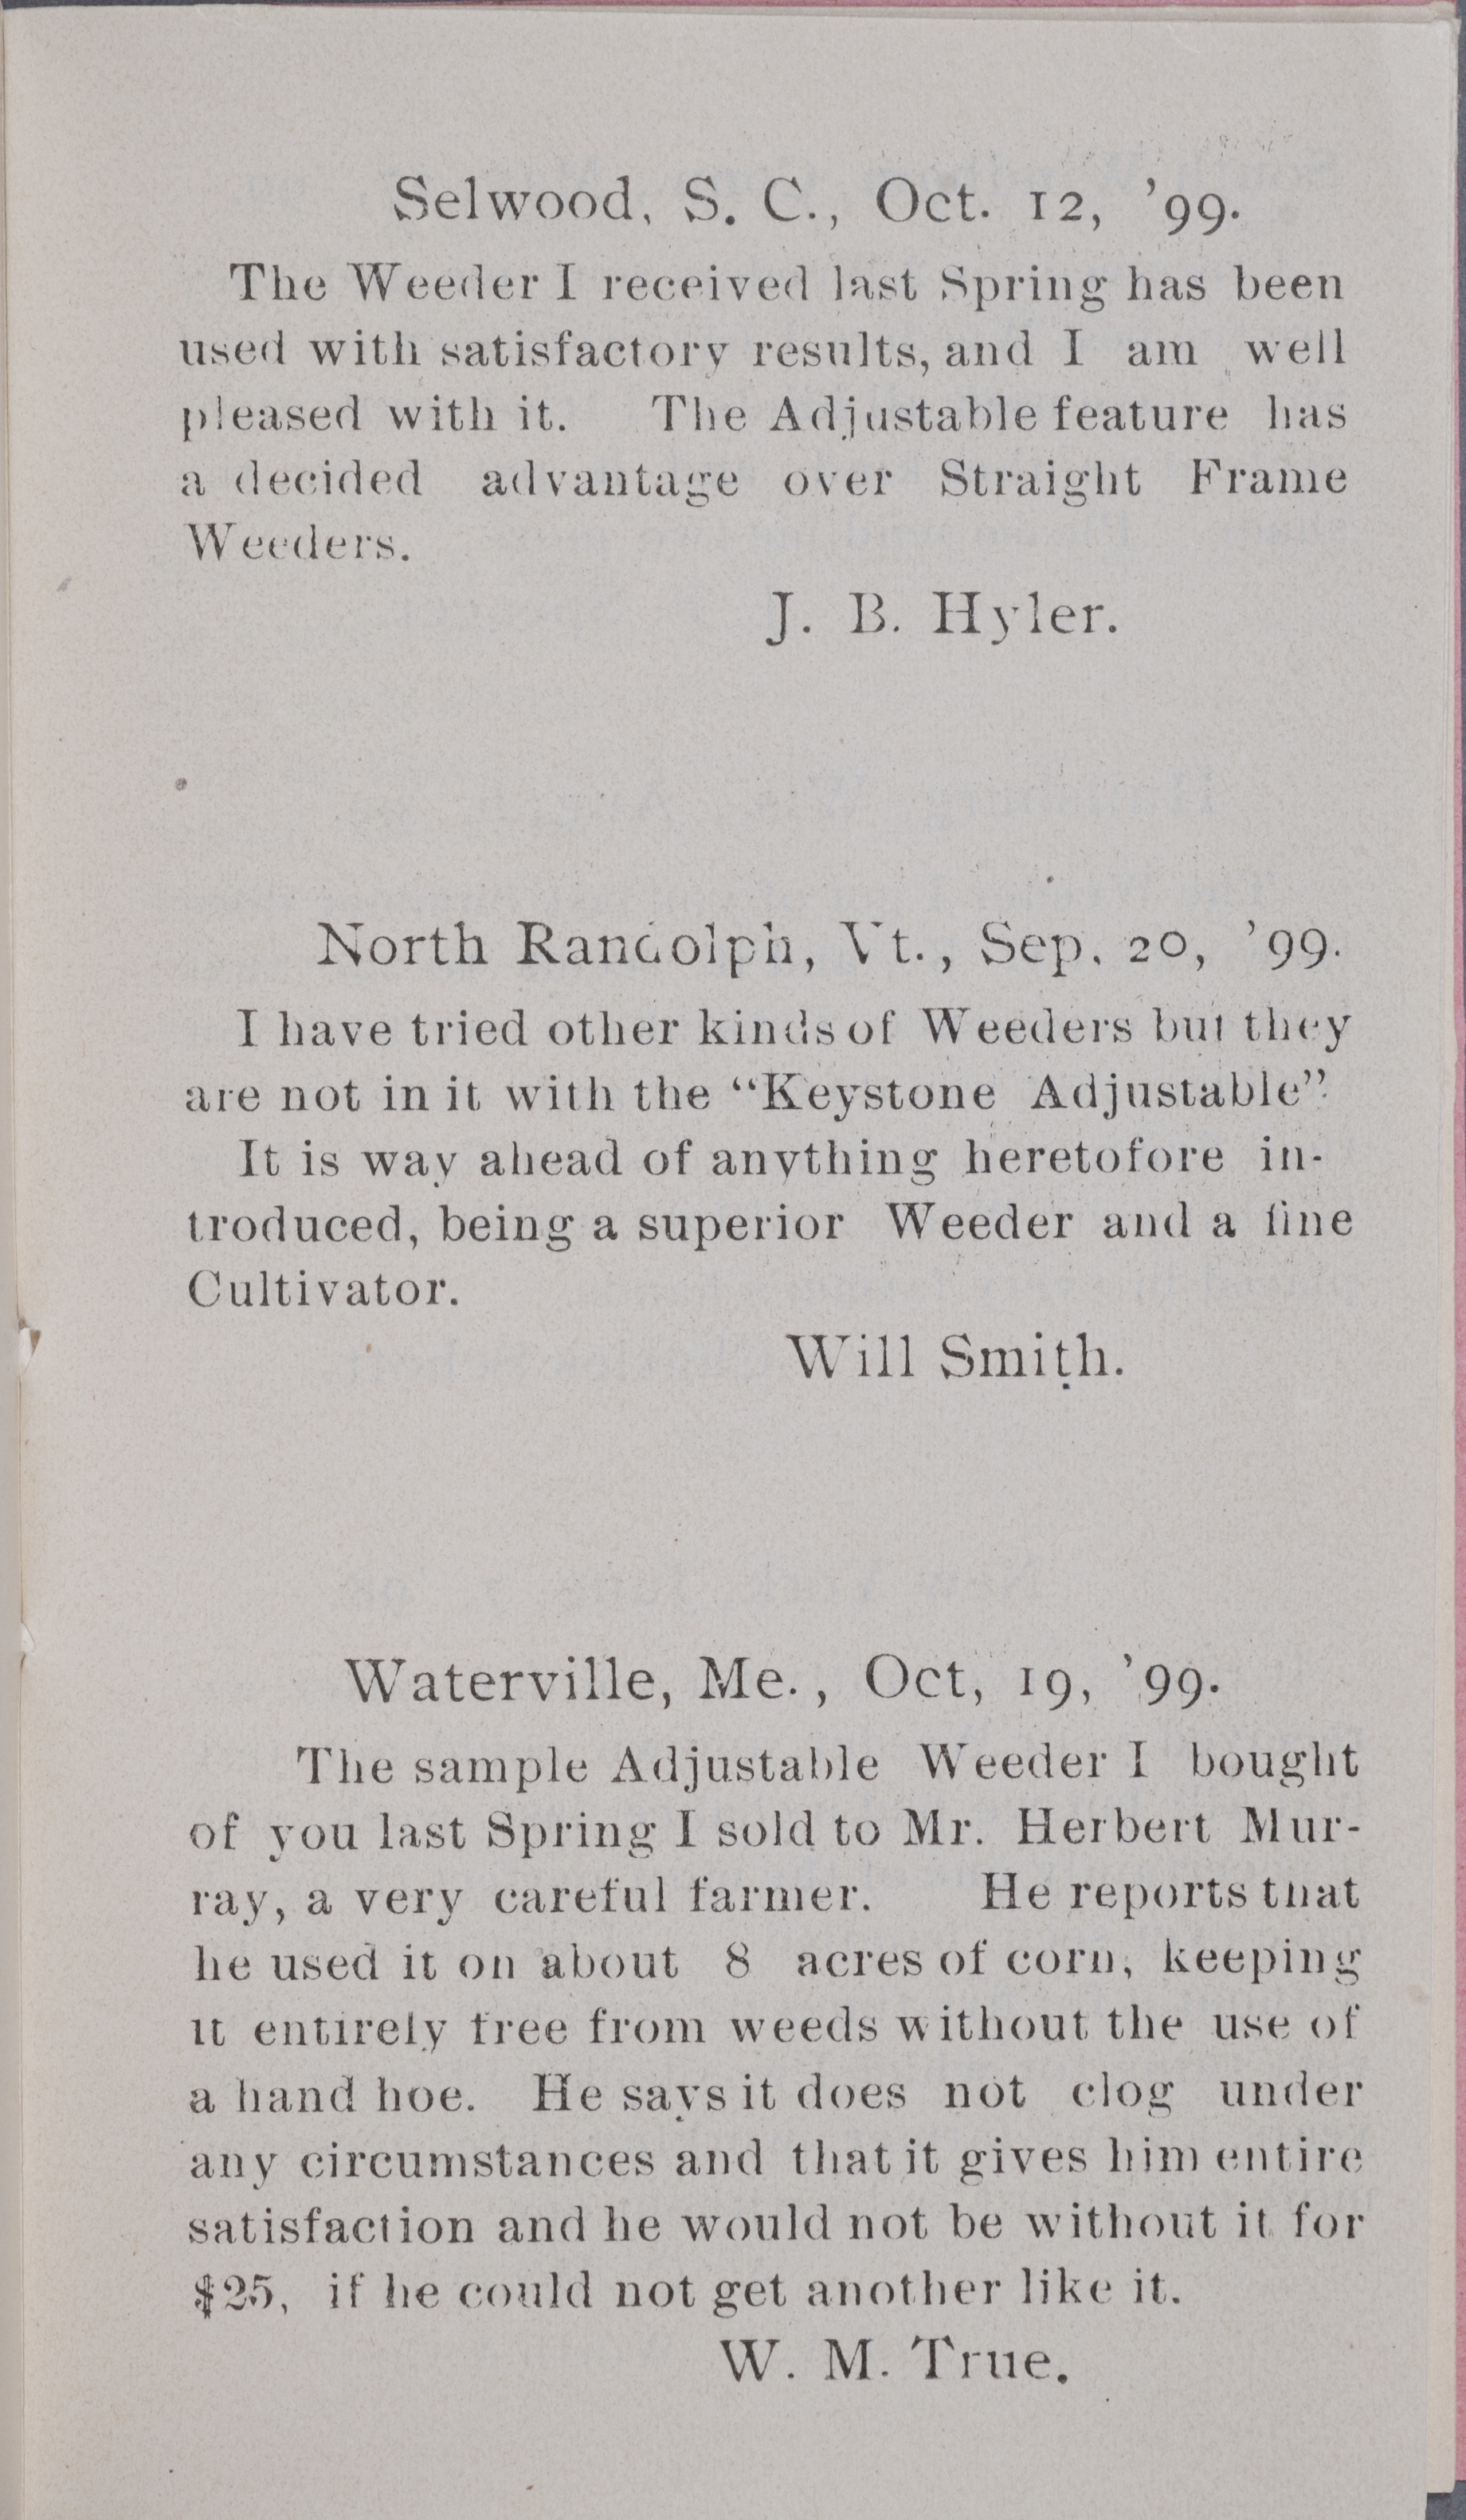 Selwood, S. C., Oct. 12, ’99.
The Weeder I received last Spring has been
used with satisfactory results, and I am well
pleased with it. The Adjustable feature has
a decided advantage over Straight Frame
Weeders.
J. B. Hyler.
North Randolph, Vt., Sep. 20, ’99.
I have tried other kinds of Weeders but they
are not in it with the “Keystone Adjustable”.
It is way ahead of anything heretofore in-
troduced, being a superior Weeder and a fine
Cultivator.
Will Smith.
Waterville, Me., Oct, 19, ’99.
The sample Adjustable Weeder I bought
of you last Spring I sold to Mr. Herbert Mur-
ray, a very careful farmer. He reports that
he used it on about 8 acres of corn, keeping
it entirely free from weeds without the use of
a hand hoe. He says it does not clog under
any circumstances and that it gives him entire
satisfaction and he would not be without it for
$25, if he could not get another like it.
W. M. True.